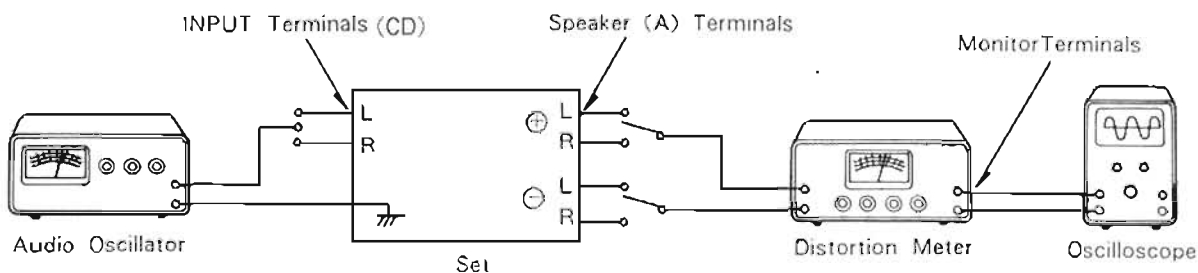 INPUT Terminals (CD)
Speaker (A) Terminals
Monitor Terminals
L
R
⊕
L
R
⊖
L
R
Audio Oscillator
Set
Distortion Meter
Oscilloscope